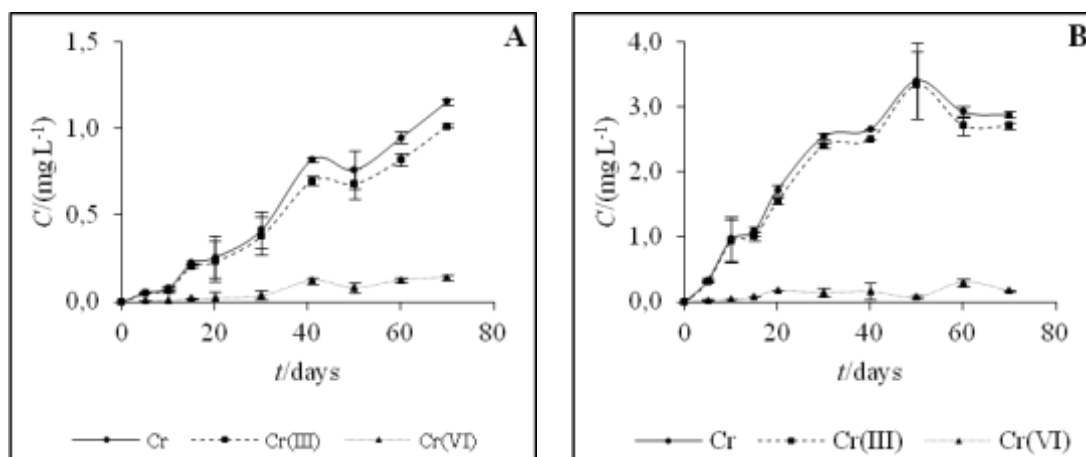 A
1,5
1,0
0,5
0,0
C/(mg L⁻¹)
0 20 40 60 80
t/days
Cr Cr(III) Cr(VI)
B
4,0
3,0
2,0
1,0
0,0
C/(mg L⁻¹)
0 20 40 60 80
t/days
Cr Cr(III) Cr(VI)